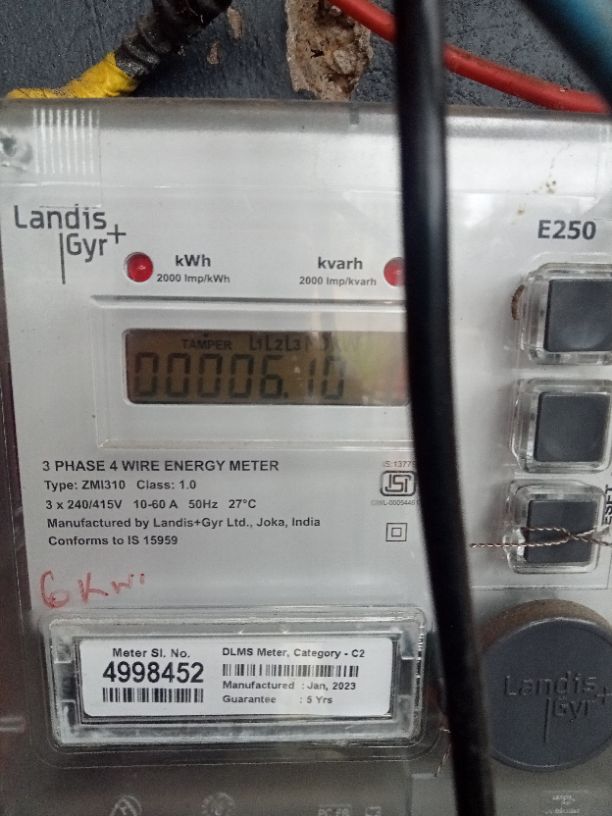 Landis
Gyr+
E250
kWh
2000 Imp/kWh
kvarh
2000 Imp/kvarh
TAMPER L1L2L3
00006.10
3 PHASE 4 WIRE ENERGY METER
Type: ZMI310 Class: 1.0
3 x 240/415V 10-60 A 50Hz 27°C
Manufactured by Landis+Gyr Ltd., Joka, India
Conforms to IS 15959
ISI
6 KW
Meter Sl. No.
4998452
DLMS Meter, Category - C2
Manufactured : Jan, 2023
Guarantee : 5 Yrs
Landis
Gyr+